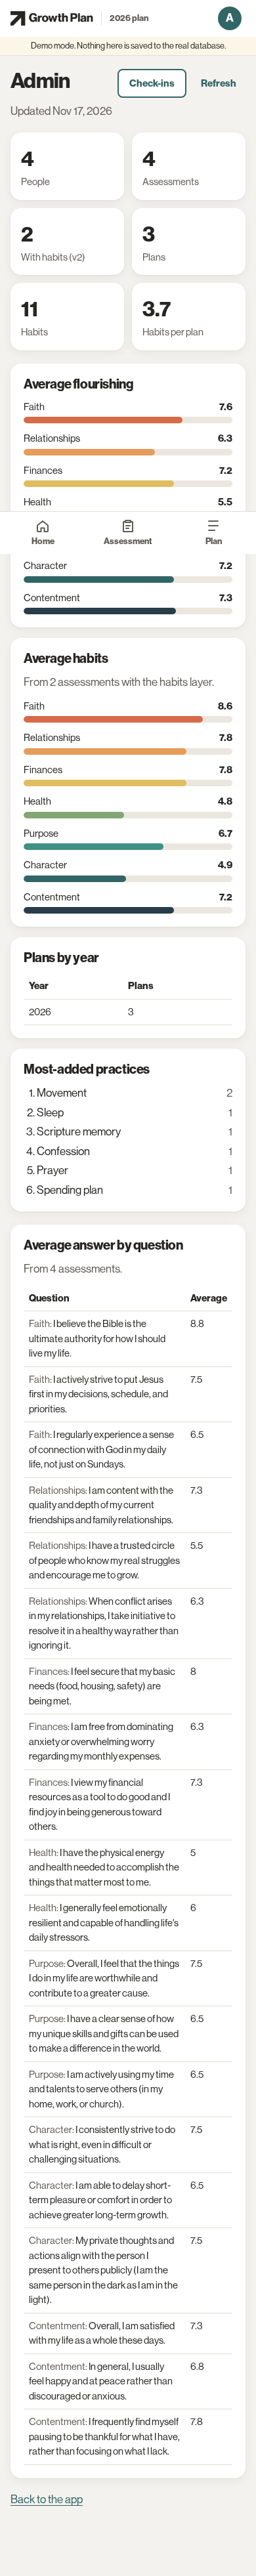 Growth Plan
2026 plan
A
Demo mode. Nothing here is saved to the real database.
Admin
Check-ins
Refresh
Updated Nov 17, 2026
4
People
4
Assessments
2
With habits (v2)
3
Plans
11
Habits
3.7
Habits per plan
Average flourishing
Faith 7.6
Relationships 6.3
Finances 7.2
Health 5.5
Home
Assessment
Plan
Character 7.2
Contentment 7.3
Average habits
From 2 assessments with the habits layer.
Faith 8.6
Relationships 7.8
Finances 7.8
Health 4.8
Purpose 6.7
Character 4.9
Contentment 7.2
Plans by year
Year Plans
2026 3
Most-added practices
1. Movement 2
2. Sleep 1
3. Scripture memory 1
4. Confession 1
5. Prayer 1
6. Spending plan 1
Average answer by question
From 4 assessments.
Question Average
Faith: I believe the Bible is the 8.8
ultimate authority for how I should
live my life.
Faith: I actively strive to put Jesus 7.5
first in my decisions, schedule, and
priorities.
Faith: I regularly experience a sense 6.5
of connection with God in my daily
life, not just on Sundays.
Relationships: I am content with the 7.3
quality and depth of my current
friendships and family relationships.
Relationships: I have a trusted circle 5.5
of people who know my real struggles
and encourage me to grow.
Relationships: When conflict arises 6.3
in my relationships, I take initiative to
resolve it in a healthy way rather than
ignoring it.
Finances: I feel secure that my basic 8
needs (food, housing, safety) are
being met.
Finances: I am free from dominating 6.3
anxiety or overwhelming worry
regarding my monthly expenses.
Finances: I view my financial 7.3
resources as a tool to do good and I
find joy in being generous toward
others.
Health: I have the physical energy 5
and health needed to accomplish the
things that matter most to me.
Health: I generally feel emotionally 6
resilient and capable of handling life's
daily stressors.
Purpose: Overall, I feel that the things 7.5
I do in my life are worthwhile and
contribute to a greater cause.
Purpose: I have a clear sense of how 6.5
my unique skills and gifts can be used
to make a difference in the world.
Purpose: I am actively using my time 6.5
and talents to serve others (in my
home, work, or church).
Character: I consistently strive to do 7.5
what is right, even in difficult or
challenging situations.
Character: I am able to delay short-6.5
term pleasure or comfort in order to
achieve greater long-term growth.
Character: My private thoughts and 7.5
actions align with the person I
present to others publicly (I am the
same person in the dark as I am in the
light).
Contentment: Overall, I am satisfied 7.3
with my life as a whole these days.
Contentment: In general, I usually 6.8
feel happy and at peace rather than
discouraged or anxious.
Contentment: I frequently find myself 7.8
pausing to be thankful for what I have,
rather than focusing on what I lack.
Back to the app